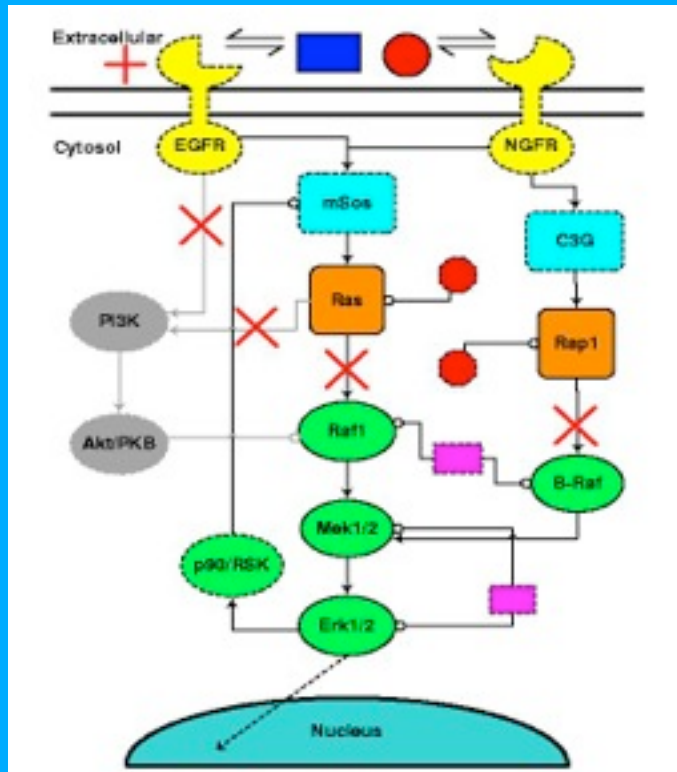 Extracellular
EGFR
NGFR
Cytosol
mSos
C3G
Ras
Rap1
PI3K
Akt/PKB
Raf1
B-Raf
Mek1/2
p90/RSK
Erk1/2
Nucleus